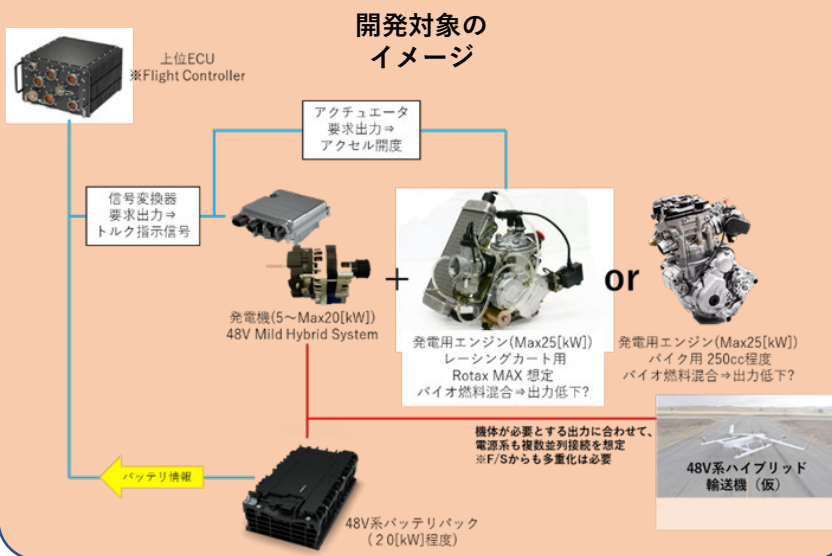 開発対象の
イメージ
上位ECU
※Flight Controller
アクチュエータ
要求出力⇒
アクセル開度
信号変換器
要求出力⇒
トルク指示信号
+
or
発電機(5～Max20[kW])
48V Mild Hybrid System
発電用エンジン(Max25[kW])
レーシングカート用
Rotax MAX 想定
バイオ燃料混合⇒出力低下?
発電用エンジン(Max25[kW])
バイク用 250cc程度
バイオ燃料混合⇒出力低下?
機体が必要とする出力に合わせて、
電源系も複数並列接続を想定
※F/Sからも多重化は必要
48V系ハイブリッド
輸送機（仮）
バッテリ情報
48V系バッテリパック
（２0[kW]程度）